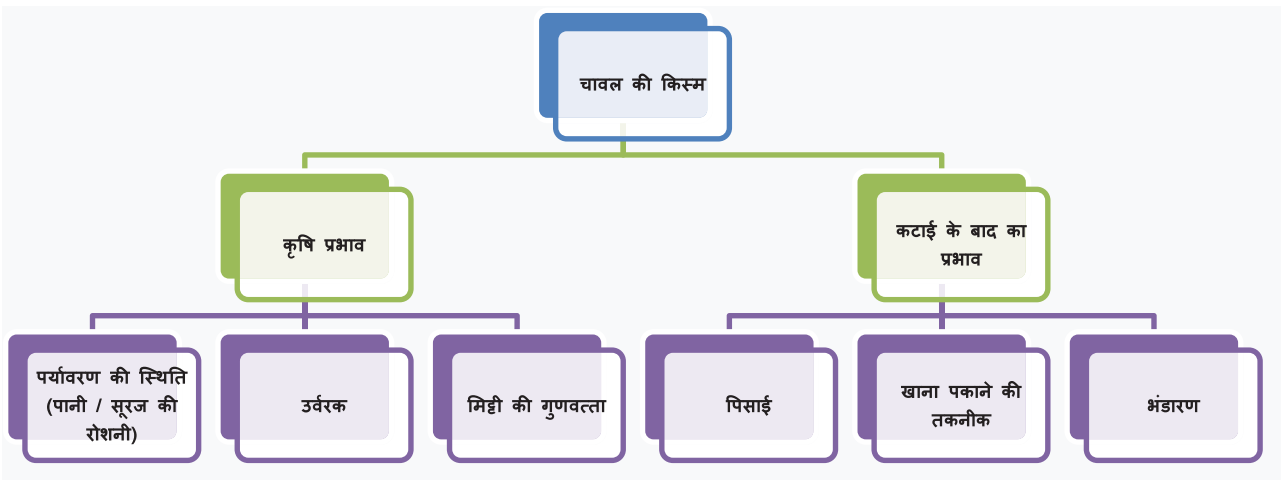 चावल की किस्म
कृषि प्रभाव
कटाई के बाद का
प्रभाव
पर्यावरण की स्थिति
(पानी / सूरज की
रोशनी)
उर्वरक
मिट्टी की गुणवत्ता
पिसाई
खाना पकाने की
तकनीक
भंडारण